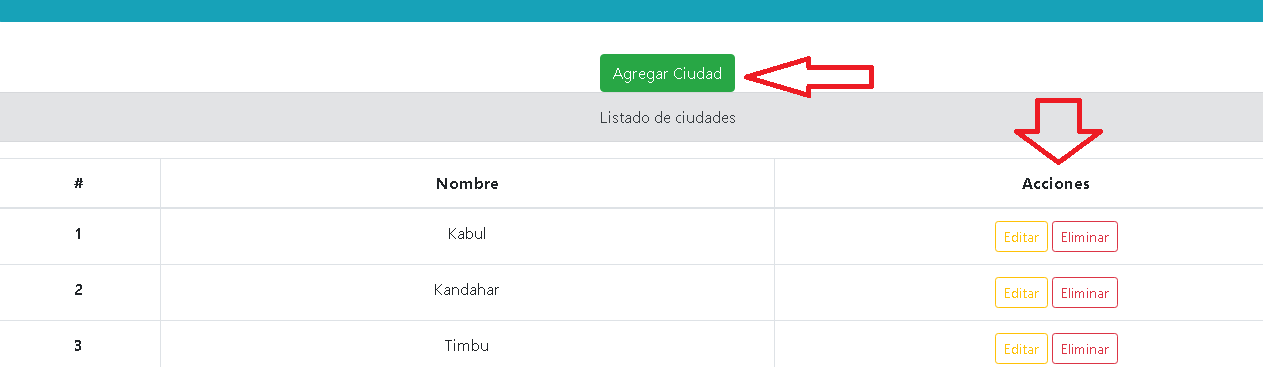 Agregar Ciudad
Listado de ciudades
# Nombre Acciones
1 Kabul Editar Eliminar
2 Kandahar Editar Eliminar
3 Timbu Editar Eliminar